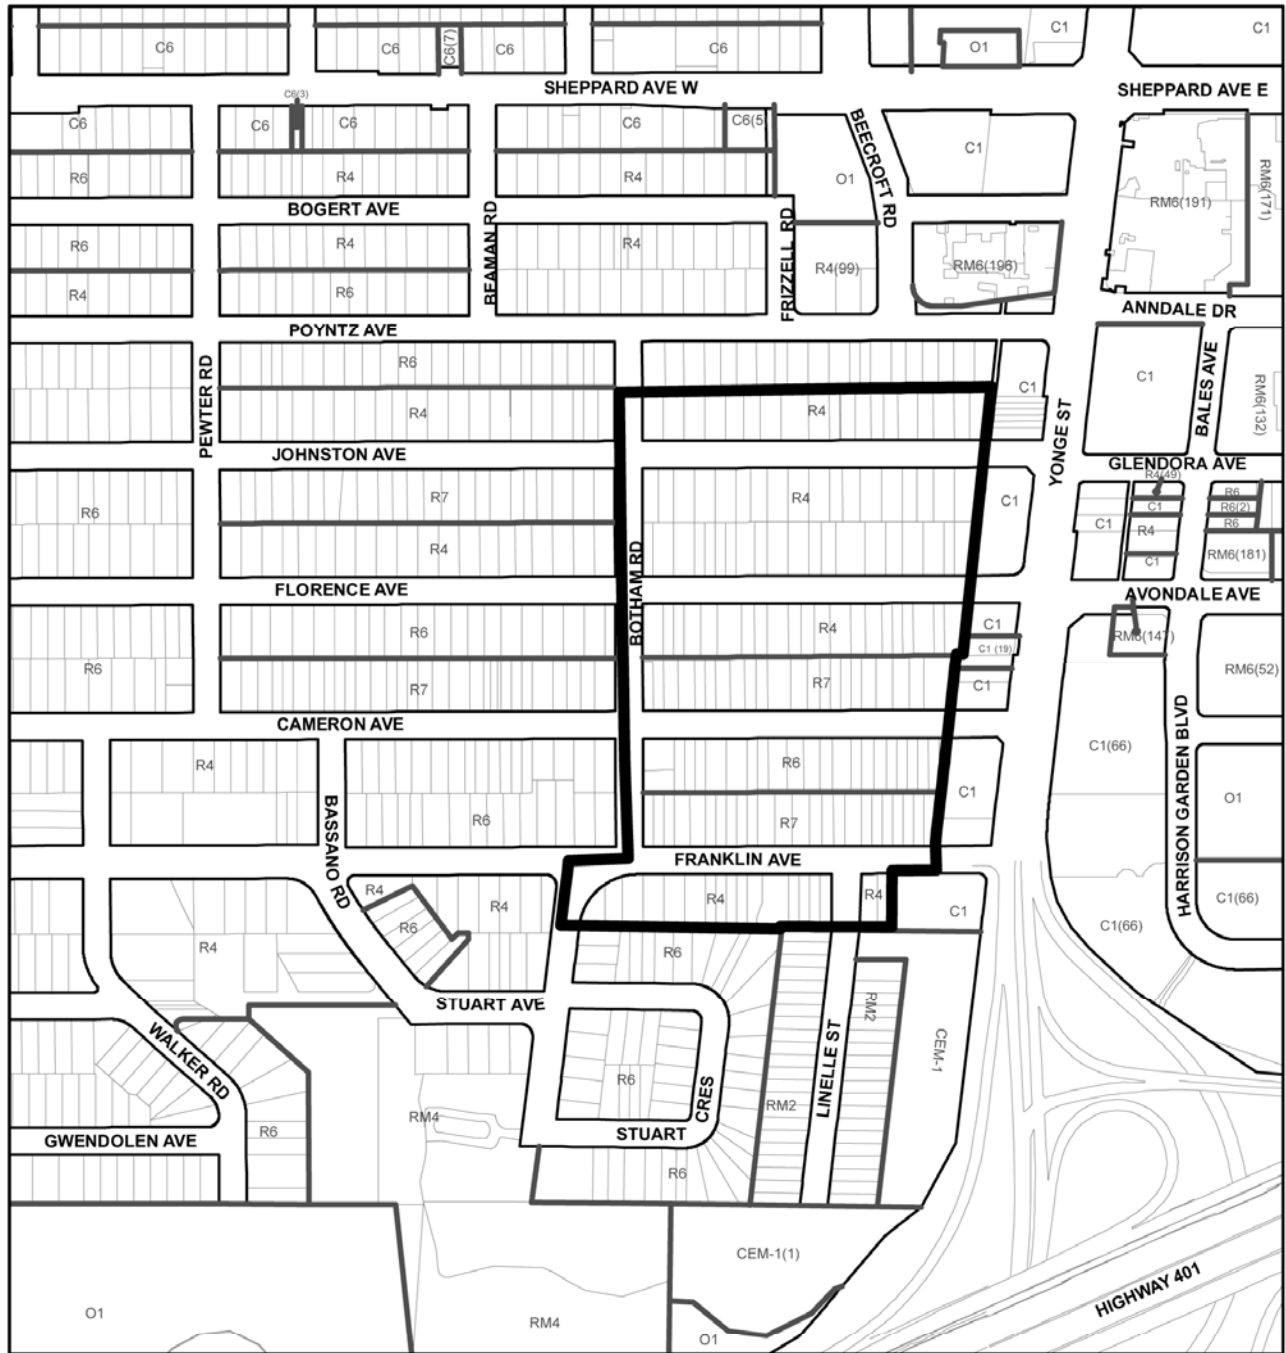 C6
C6
C6(7)
C6
C6
O1
C1
C1
SHEPPARD AVE W
SHEPPARD AVE E
C6(3)
C6
C6
C6
C6
C6(5
BEECROFT RD
C1
R6
R4
R4
O1
RM6(191)
RM6(171)
BOGERT AVE
BEAMAN RD
FRIZZELL RD
R6
R4
R4
R4(99)
RM6(196)
R4
R6
POYNTZ AVE
ANNDALE DR
PEWTER RD
R6
C1
C1
BALES AVE
RM6(132)
R4
R4
YONGE ST
JOHNSTON AVE
GLENDORA AVE
R4(49)
R6
R7
R4
C1
C1
C1
R4
C1
R6
R6(2)
R6
RM6(181)
R4
BOTHAM RD
FLORENCE AVE
AVONDALE AVE
R6
R6
R4
C1
C1 (19)
RM6(147)
R7
R7
C1
RM6(52)
CAMERON AVE
HARRISON GARDEN BLVD
R4
R6
C1(66)
BASSANO RD
R6
R7
C1
O1
FRANKLIN AVE
R4
R4
R4
R4
C1
C1(66)
C1(66)
R4
R6
R6
STUART AVE
WALKER RD
RM2
CEM-1
LINELLE ST
R6
CRES
RM4
RM2
GWENDOLEN AVE
R6
STUART
R6
CEM-1(1)
HIGHWAY 401
O1
RM4
O1